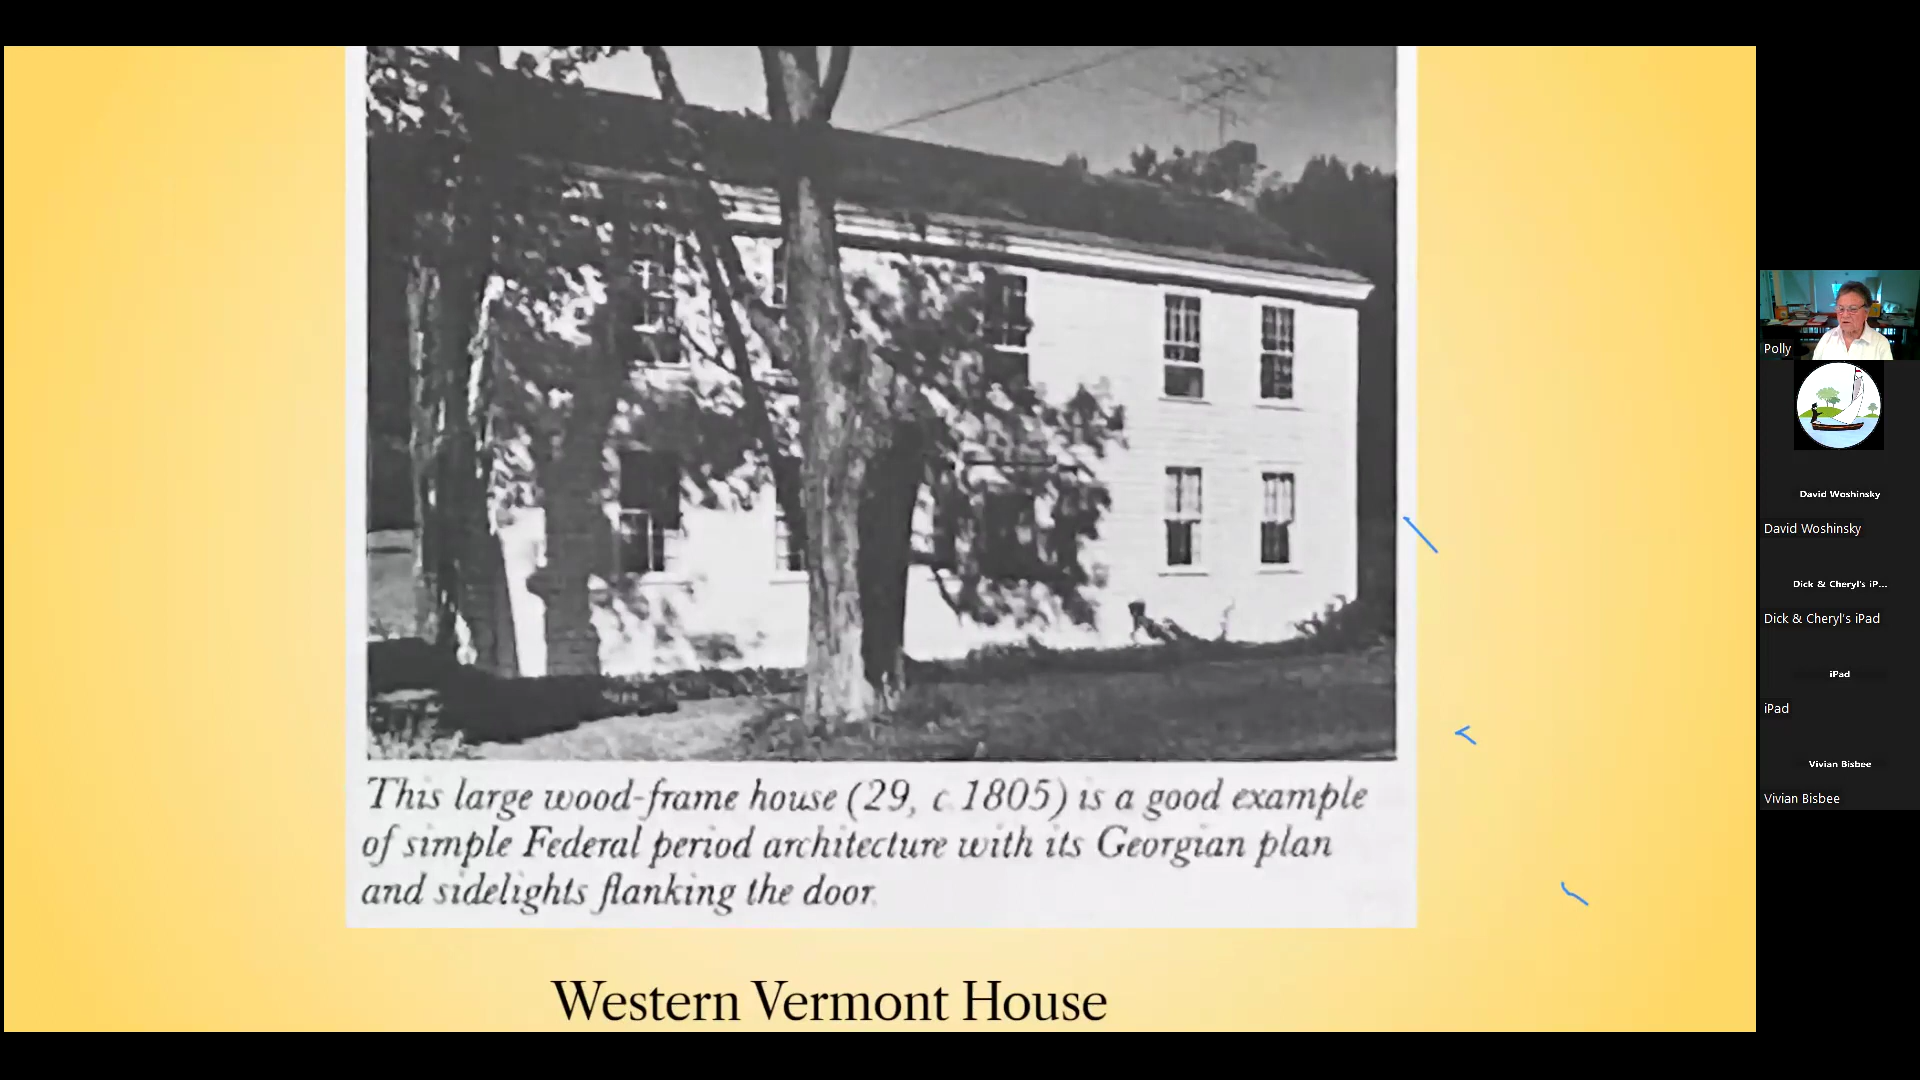 This large wood-frame house (29, c 1805) is a good example
of simple Federal period architecture with its Georgian plan
and sidelights flanking the door.
Western Vermont House
Polly
David Woshinsky
David Woshinsky
Dick & Cheryl's iP...
Dick & Cheryl's iPad
iPad
iPad
Vivian Bisbee
Vivian Bisbee